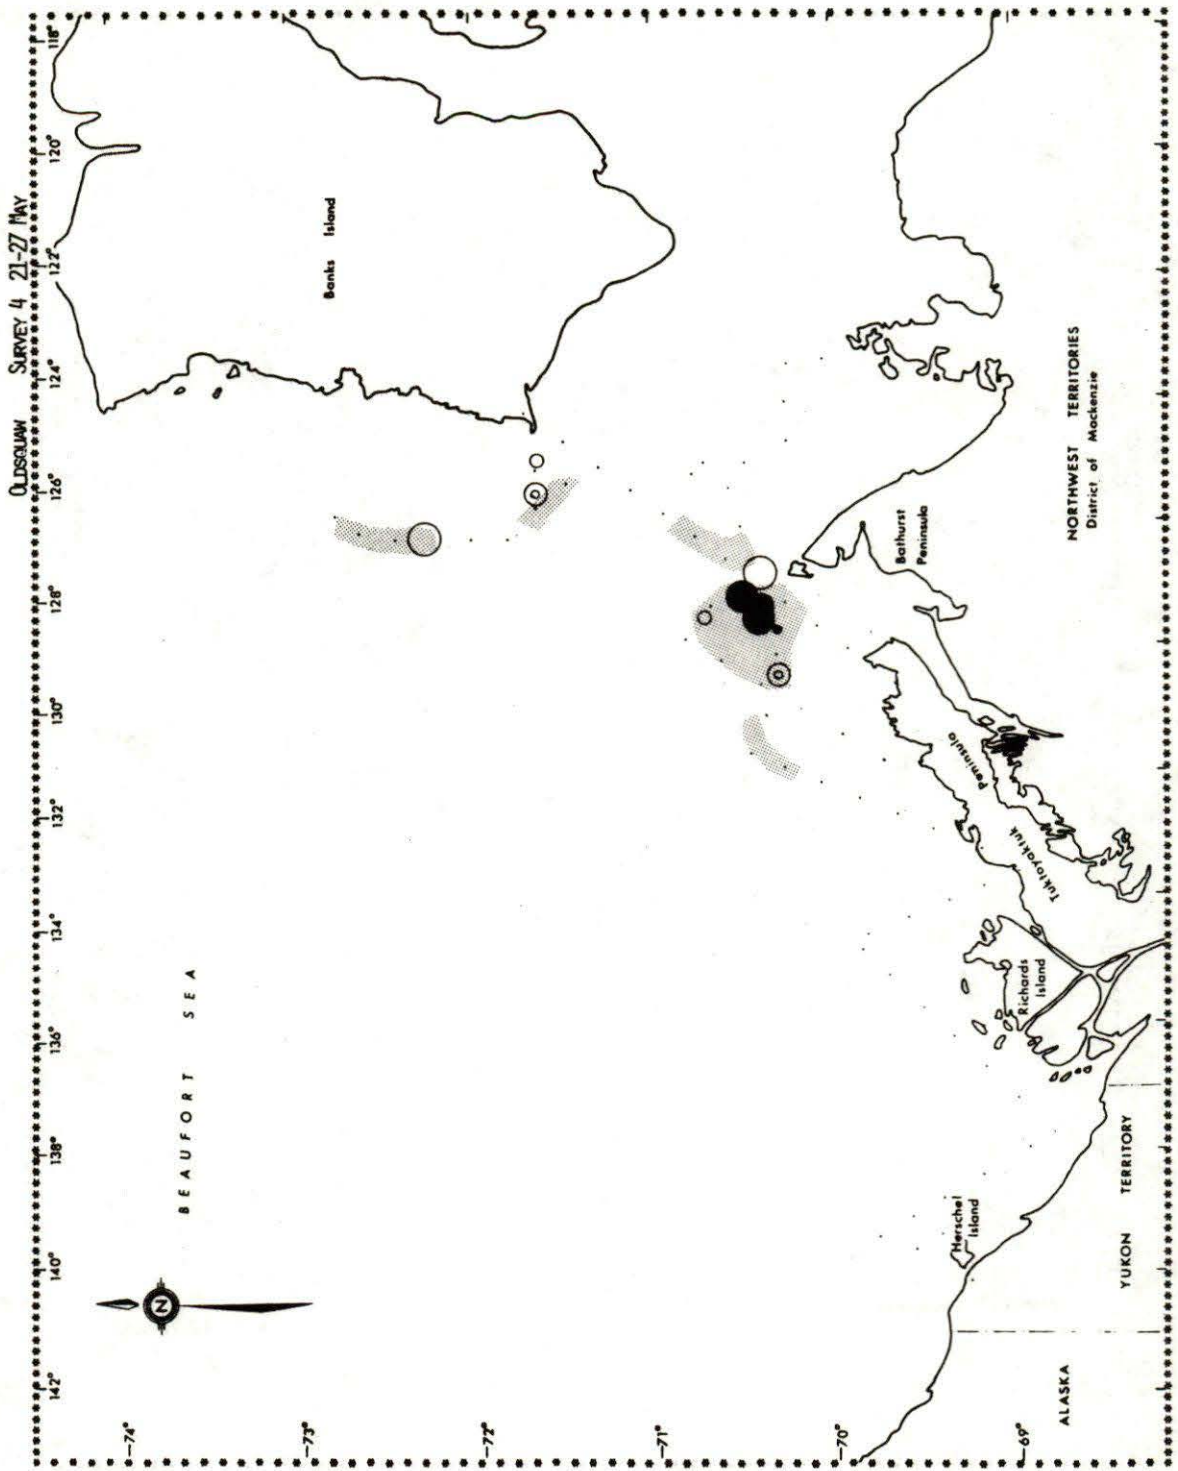 OLDSQUAW SURVEY 4 21-27 MAY
142° 140° 138° 136° 134° 132° 130° 128° 126° 124° 122° 120° 118°
74°
73°
72°
71°
70°
69°
N
BEAUFORT SEA
Banks Island
Herschel
Island
Richards
Island
Tuktoyaktuk
Peninsula
Bathurst
Peninsula
ALASKA
YUKON TERRITORY
NORTHWEST TERRITORIES
District of Mackenzie